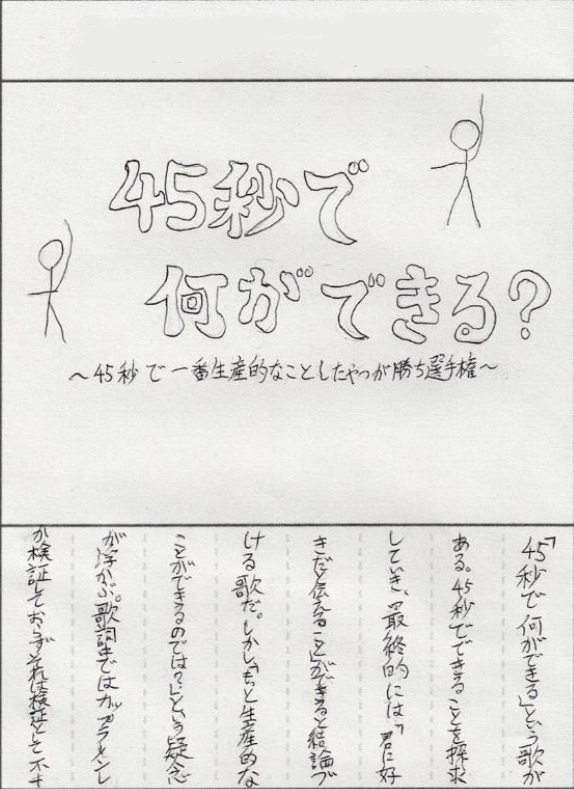 45秒で
何ができる?
～45秒で一番生産的なことしたやつが勝ち選手権～
「45秒で何ができる」という歌が
ある。45秒でできることを探求
していき、最終的には「君に好
きだと伝えること」ができると結論づ
ける歌だ。しかしもっと生産的な
ことができるのでは?という疑念
が浮かぶ。歌詞ではカップラーメンし
か検証しておらずそれは検証として不十